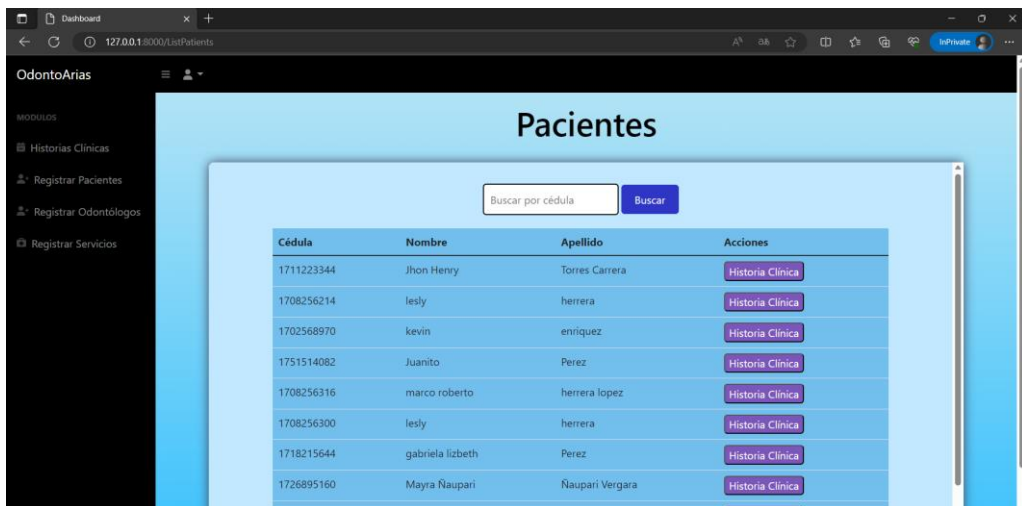 Dashboard
127.0.0.1:8000/ListPatients
InPrivate
OdontoArias
MODULOS
Historias Clínicas
Registrar Pacientes
Registrar Odontólogos
Registrar Servicios
Pacientes
Buscar por cédula Buscar
Cédula Nombre Apellido Acciones
1711223344 Jhon Henry Torres Carrera Historia Clínica
1708256214 lesly herrera Historia Clínica
1702568970 kevin enriquez Historia Clínica
1751514082 Juanito Perez Historia Clínica
1708256316 marco roberto herrera lopez Historia Clínica
1708256300 lesly herrera Historia Clínica
1718215644 gabriela lizbeth Perez Historia Clínica
1726895160 Mayra Ñaupari Ñaupari Vergara Historia Clínica